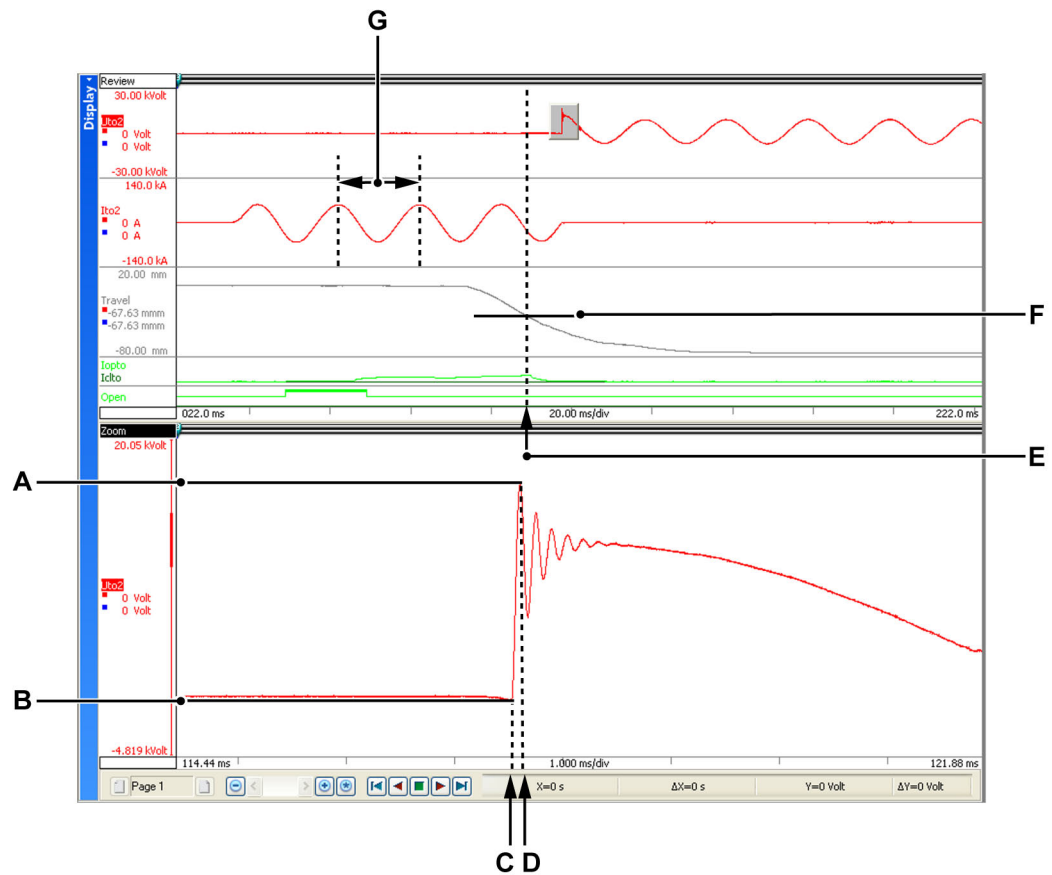 G
Display
Review
30.00 kVolt
Uto2
0 Volt
0 Volt
-30.00 kVolt
140.0 kA
Ito2
0 A
0 A
-140.0 kA
20.00 mm
Travel
-67.63 mmm
-67.63 mmm
-80.00 mm
F
Iopto
Iclto
Open
022.0 ms
20.00 ms/div
222.0 ms
Zoom
20.05 kVolt
E
A
Uto2
0 Volt
0 Volt
B
-4.819 kVolt
114.44 ms
1.000 ms/div
121.88 ms
Page 1
X=0 s
ΔX=0 s
Y=0 Volt
ΔY=0 Volt
C D